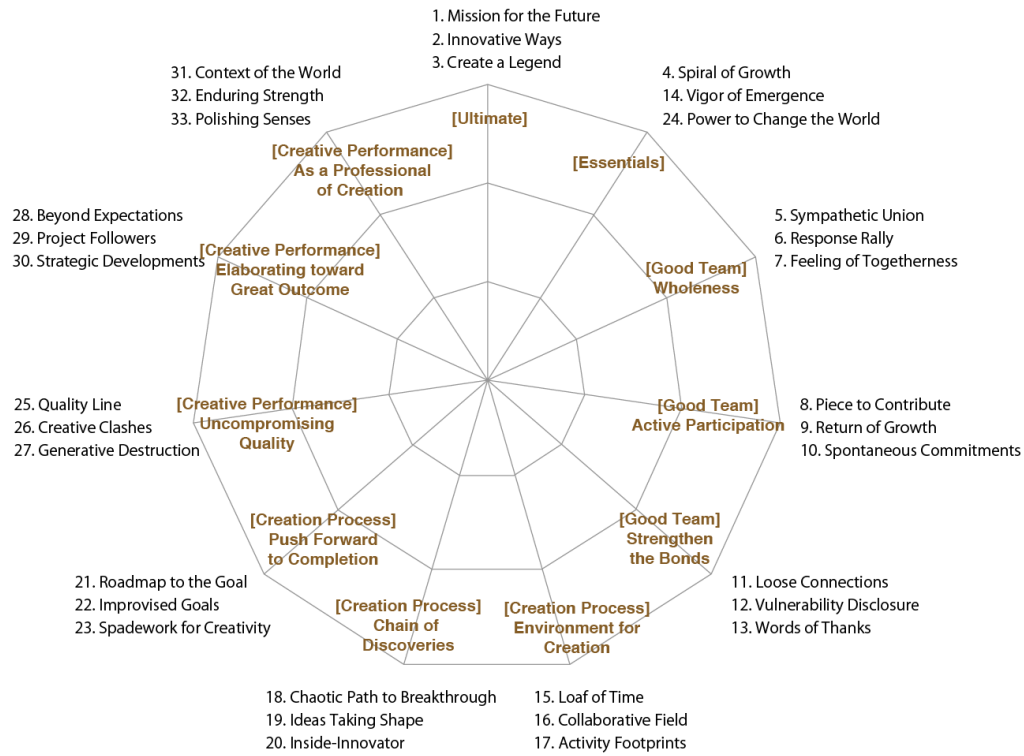 1. Mission for the Future
2. Innovative Ways
3. Create a Legend
[Ultimate]
4. Spiral of Growth
14. Vigor of Emergence
24. Power to Change the World
[Essentials]
5. Sympathetic Union
6. Response Rally
7. Feeling of Togetherness
[Good Team]
Wholeness
8. Piece to Contribute
9. Return of Growth
10. Spontaneous Commitments
[Good Team]
Active Participation
11. Loose Connections
12. Vulnerability Disclosure
13. Words of Thanks
[Good Team]
Strengthen
the Bonds
15. Loaf of Time
16. Collaborative Field
17. Activity Footprints
[Creation Process]
Environment for
Creation
18. Chaotic Path to Breakthrough
19. Ideas Taking Shape
20. Inside-Innovator
[Creation Process]
Chain of
Discoveries
21. Roadmap to the Goal
22. Improvised Goals
23. Spadework for Creativity
[Creation Process]
Push Forward
to Completion
25. Quality Line
26. Creative Clashes
27. Generative Destruction
[Creative Performance]
Uncompromising
Quality
28. Beyond Expectations
29. Project Followers
30. Strategic Developments
[Creative Performance]
Elaborating toward
Great Outcome
31. Context of the World
32. Enduring Strength
33. Polishing Senses
[Creative Performance]
As a Professional
of Creation